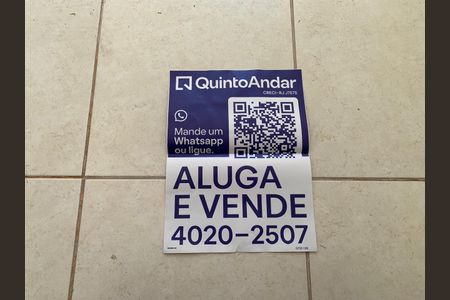 QuintoAndar
CRECI-RJ J7675
Mande um
Whatsapp
ou ligue.
ALUGA
E VENDE
4020-2507